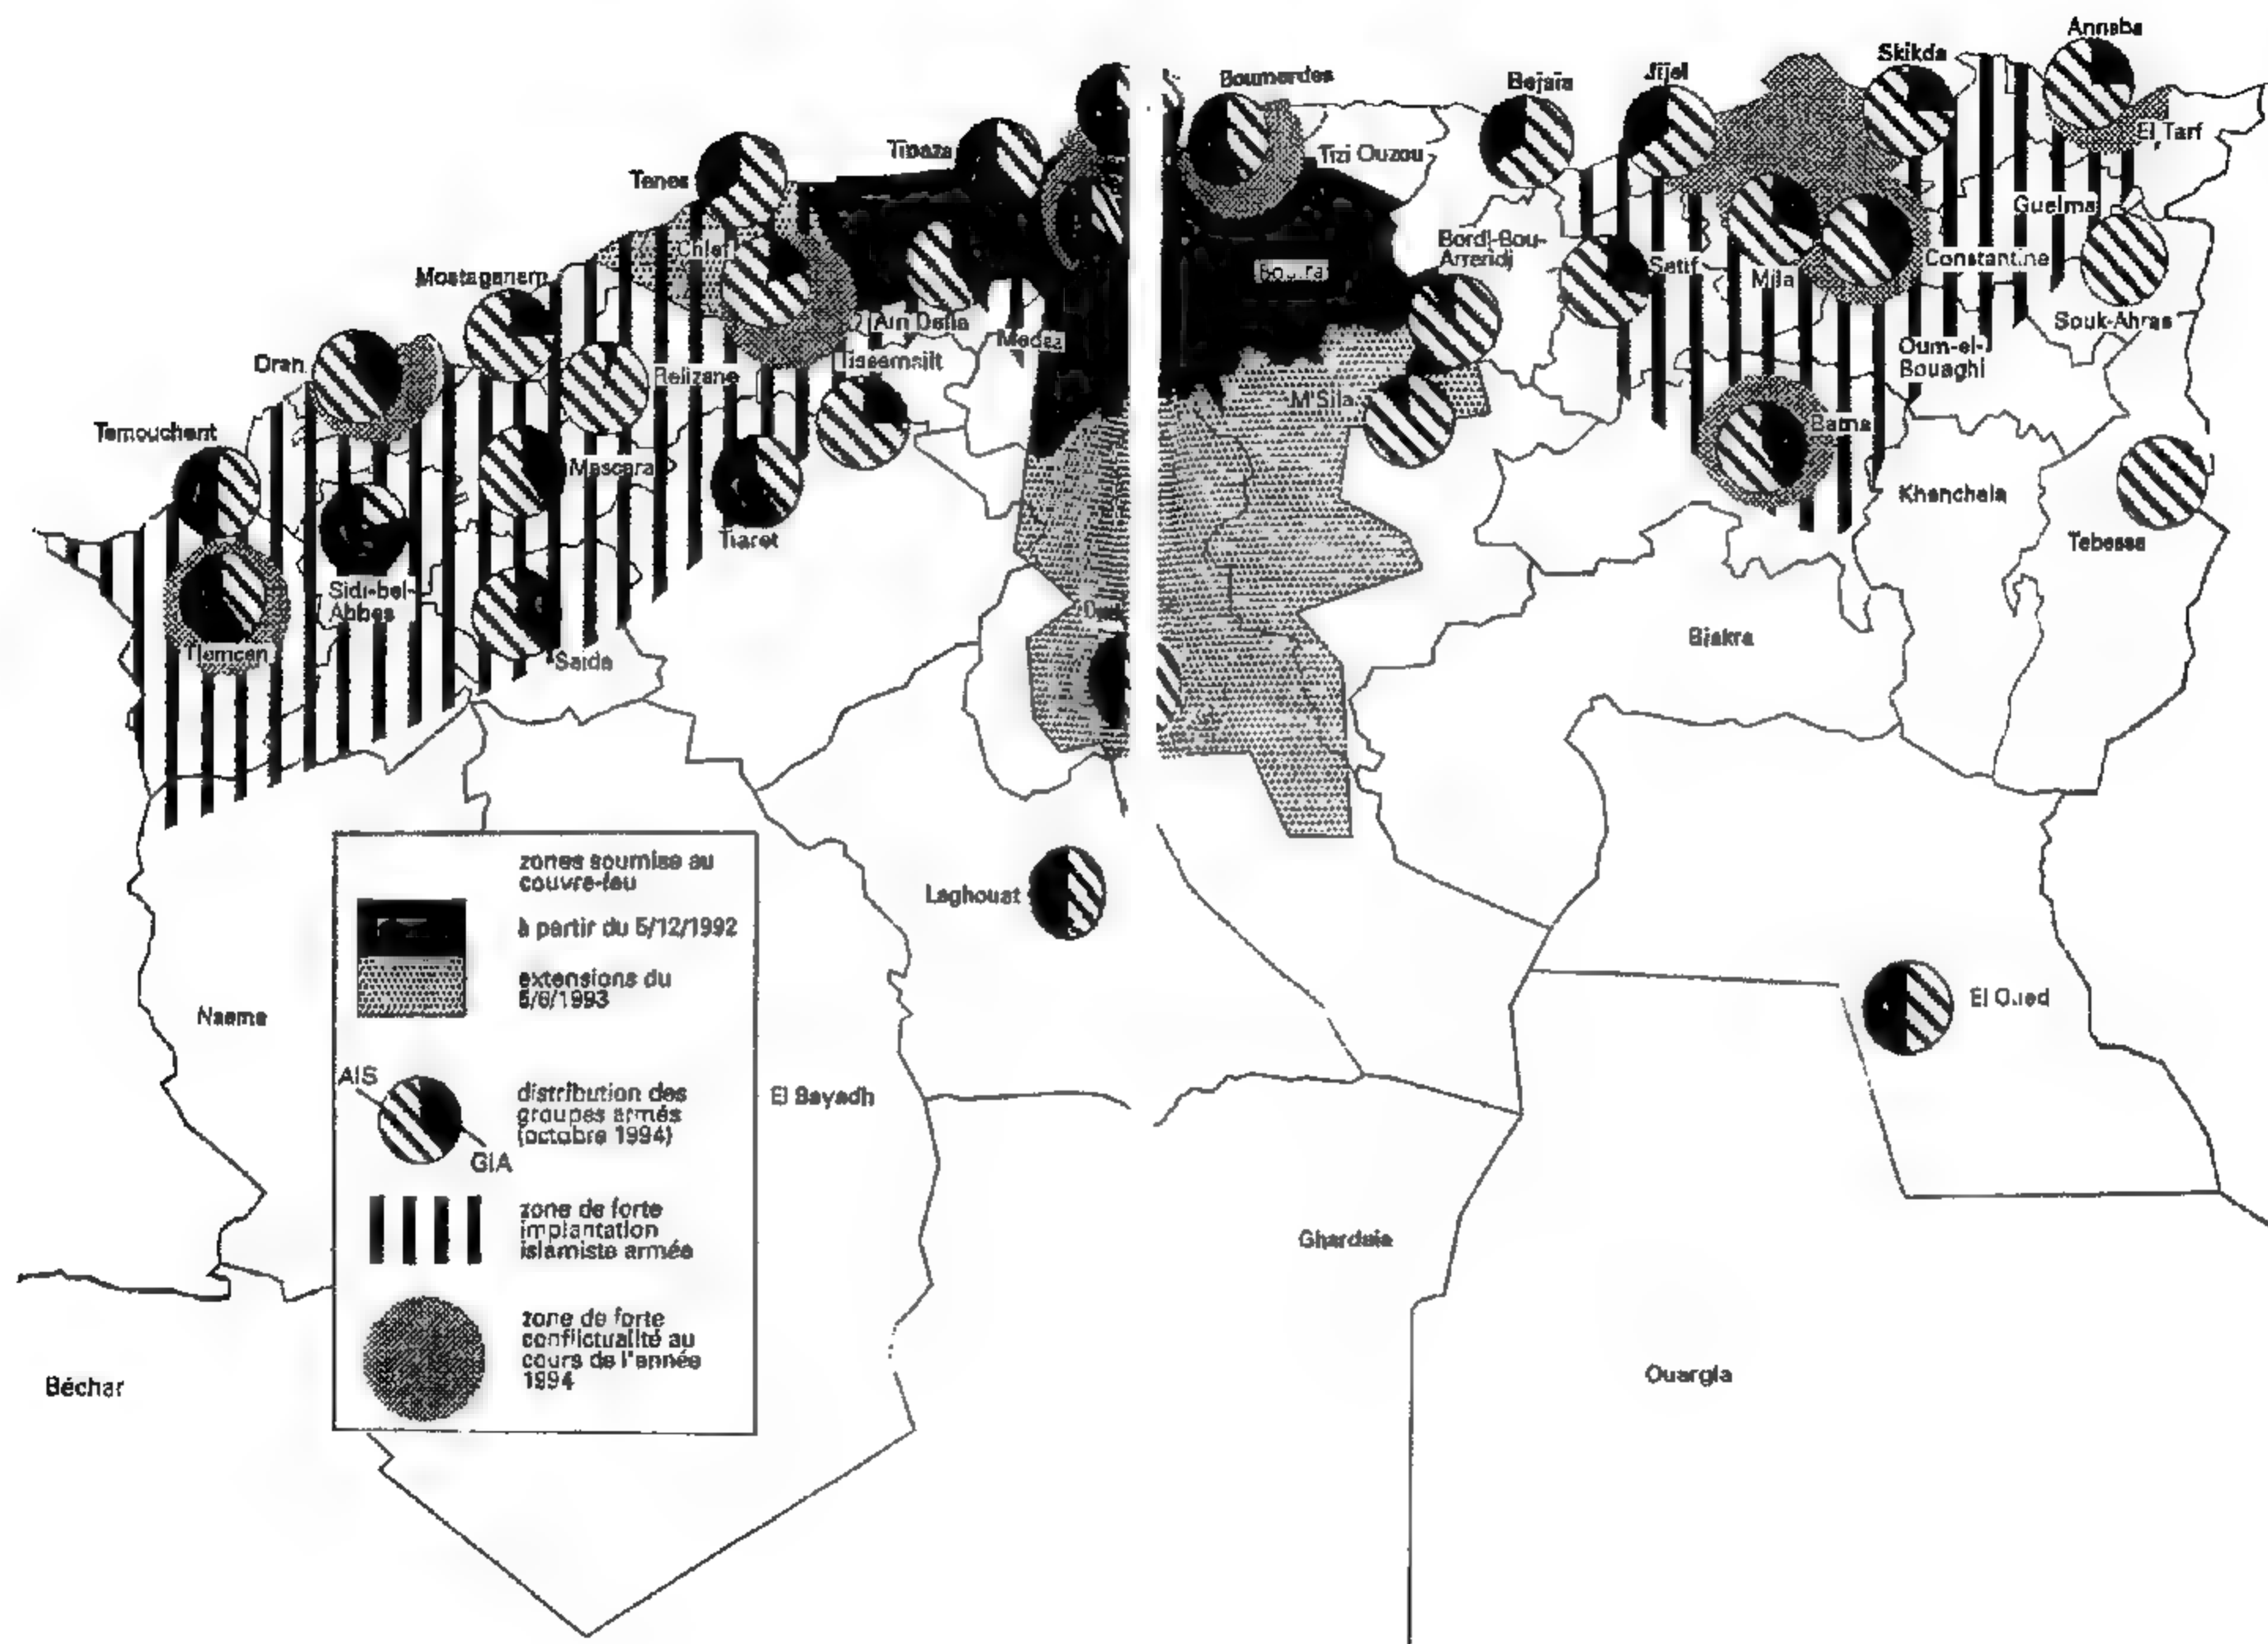 Annaba
Skikda
Jijel
Bejaïa
Boumerdes
El Tarf
Tipaza
Tizi Ouzou
Tenes
Guelma
Bordj-Bou-
Arreridj
Chlef
Constantine
Setif
Bouira
Mila
Mostaganem
Souk-Ahras
Ain Defla
Medea
Oum-el-
Bouaghi
Tissemsilt
Oran
Relizane
M'Sila
Batna
Temouchent
Mascara
Khenchela
Tiaret
Tebessa
Sidi-bel-
Abbes
Biskra
Tlemcen
Saida
zones soumise au
couvre-feu
Laghouat
à partir du 5/12/1992
extensions du
5/6/1993
El Oued
Naama
AIS
distribution des
groupes armés
(octobre 1994)
El Bayadh
GIA
zone de forte
implantation
islamiste armée
Ghardaia
zone de forte
conflictualité au
cours de l'année
1994
Béchar
Ouargla